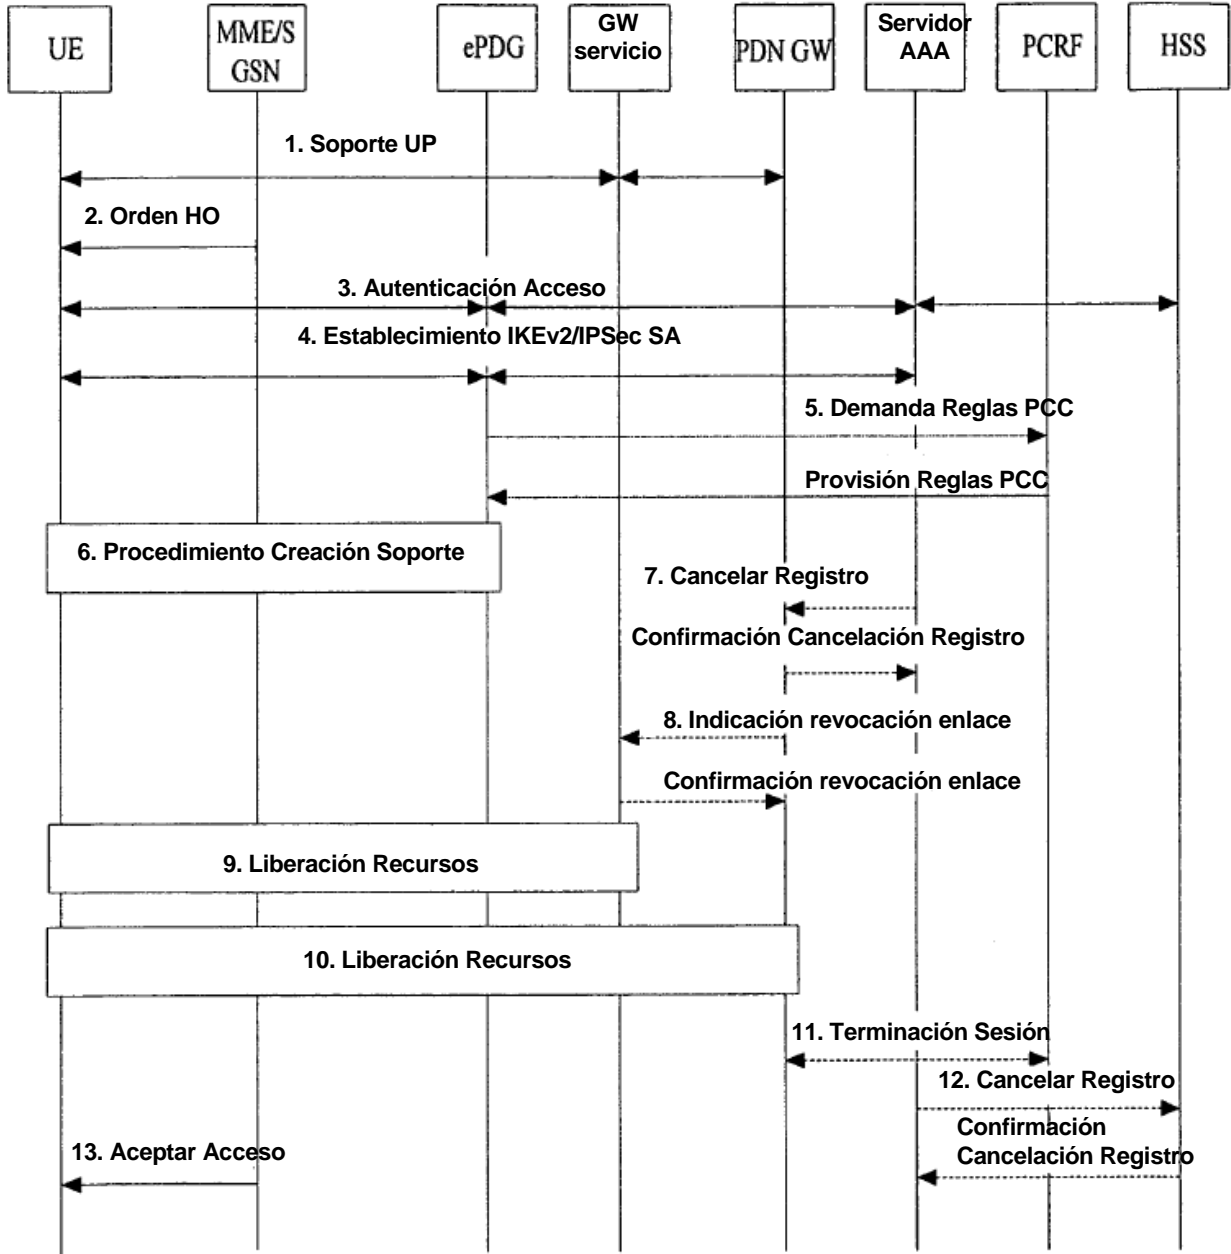 UE
MME/S
GSN
ePDG
GW
servicio
PDN GW
Servidor
AAA
PCRF
HSS
1. Soporte UP
2. Orden HO
3. Autenticación Acceso
4. Establecimiento IKEv2/IPSec SA
5. Demanda Reglas PCC
Provisión Reglas PCC
6. Procedimiento Creación Soporte
7. Cancelar Registro
Confirmación Cancelación Registro
8. Indicación revocación enlace
Confirmación revocación enlace
9. Liberación Recursos
10. Liberación Recursos
11. Terminación Sesión
12. Cancelar Registro
Confirmación
Cancelación Registro
13. Aceptar Acceso